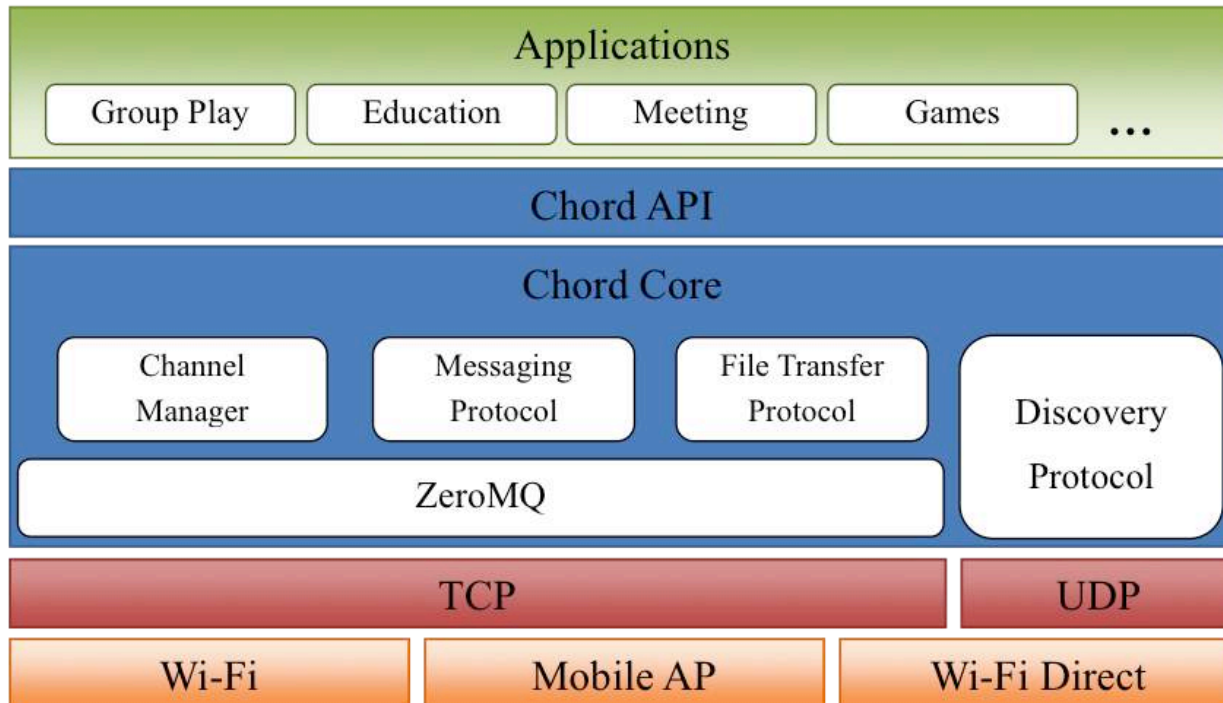 Applications
Group Play Education Meeting Games ...
Chord API
Chord Core
Channel Messaging File Transfer
Manager Protocol Protocol
Discovery
Protocol
ZeroMQ
TCP UDP
Wi-Fi Mobile AP Wi-Fi Direct